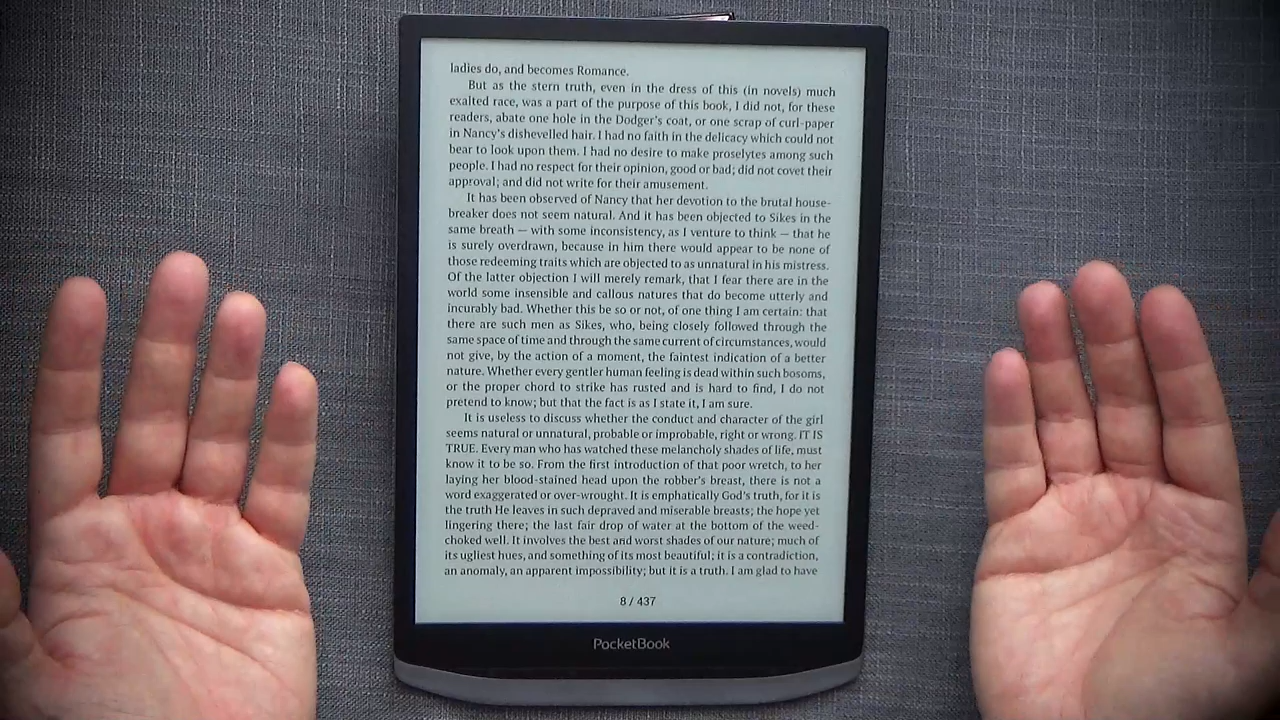 ladies do, and becomes Romance.
But as the stern truth, even in the dress of this (in novels) much
exalted race, was a part of the purpose of this book, I did not, for these
readers, abate one hole in the Dodger's coat, or one scrap of curl-paper
in Nancy's dishevelled hair. I had no faith in the delicacy which could not
bear to look upon them. I had no desire to make proselytes among such
people. I had no respect for their opinion, good or bad; did not covet their
approval; and did not write for their amusement.
It has been observed of Nancy that her devotion to the brutal house-
breaker does not seem natural. And it has been objected to Sikes in the
same breath — with some inconsistency, as I venture to think — that he
is surely overdrawn, because in him there would appear to be none of
those redeeming traits which are objected to as unnatural in his mistress.
Of the latter objection I will merely remark, that I fear there are in the
world some insensible and callous natures that do become utterly and
incurably bad. Whether this be so or not, of one thing I am certain: that
there are such men as Sikes, who, being closely followed through the
same space of time and through the same current of circumstances, would
not give, by the action of a moment, the faintest indication of a better
nature. Whether every gentler human feeling is dead within such bosoms,
or the proper chord to strike has rusted and is hard to find, I do not
pretend to know; but that the fact is as I state it, I am sure.
It is useless to discuss whether the conduct and character of the girl
seems natural or unnatural, probable or improbable, right or wrong. IT IS
TRUE. Every man who has watched these melancholy shades of life, must
know it to be so. From the first introduction of that poor wretch, to her
laying her blood-stained head upon the robber's breast, there is not a
word exaggerated or over-wrought. It is emphatically God's truth, for it is
the truth He leaves in such depraved and miserable breasts; the hope yet
lingering there; the last fair drop of water at the bottom of the weed-
choked well. It involves the best and worst shades of our nature; much of
its ugliest hues, and something of its most beautiful; it is a contradiction,
an anomaly, an apparent impossibility; but it is a truth. I am glad to have
8 / 437
PocketBook